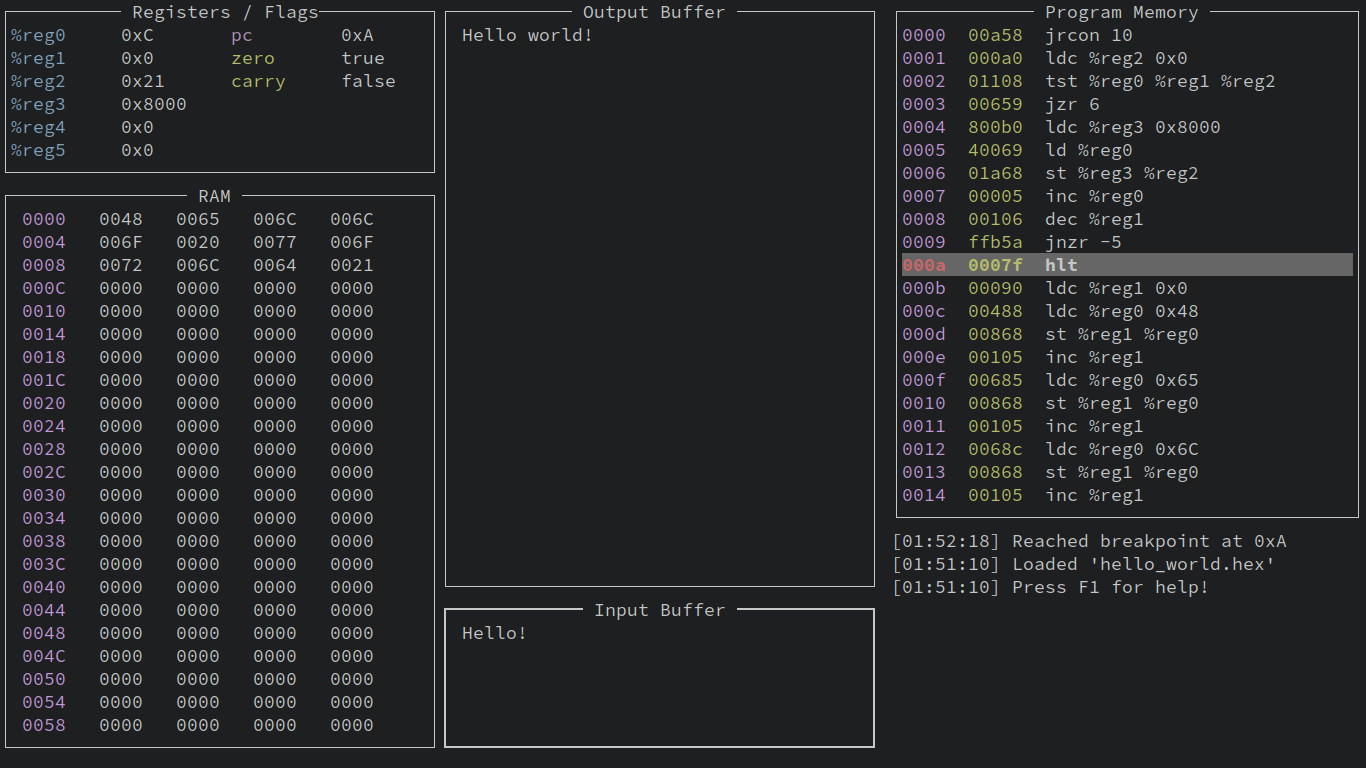 Registers / Flags
%reg0 0xC pc 0xA
%reg1 0x0 zero true
%reg2 0x21 carry false
%reg3 0x8000
%reg4 0x0
%reg5 0x0
RAM
0000 0048 0065 006C 006C
0004 006F 0020 0077 006F
0008 0072 006C 0064 0021
000C 0000 0000 0000 0000
0010 0000 0000 0000 0000
0014 0000 0000 0000 0000
0018 0000 0000 0000 0000
001C 0000 0000 0000 0000
0020 0000 0000 0000 0000
0024 0000 0000 0000 0000
0028 0000 0000 0000 0000
002C 0000 0000 0000 0000
0030 0000 0000 0000 0000
0034 0000 0000 0000 0000
0038 0000 0000 0000 0000
003C 0000 0000 0000 0000
0040 0000 0000 0000 0000
0044 0000 0000 0000 0000
0048 0000 0000 0000 0000
004C 0000 0000 0000 0000
0050 0000 0000 0000 0000
0054 0000 0000 0000 0000
0058 0000 0000 0000 0000
Output Buffer
Hello world!
Input Buffer
Hello!
Program Memory
0000 00a58 jrcon 10
0001 000a0 ldc %reg2 0x0
0002 01108 tst %reg0 %reg1 %reg2
0003 00659 jzr 6
0004 800b0 ldc %reg3 0x8000
0005 40069 ld %reg0
0006 01a68 st %reg3 %reg2
0007 00005 inc %reg0
0008 00106 dec %reg1
0009 ffb5a jnzr -5
000a 0007f hlt
000b 00090 ldc %reg1 0x0
000c 00488 ldc %reg0 0x48
000d 00868 st %reg1 %reg0
000e 00105 inc %reg1
000f 00685 ldc %reg0 0x65
0010 00868 st %reg1 %reg0
0011 00105 inc %reg1
0012 0068c ldc %reg0 0x6C
0013 00868 st %reg1 %reg0
0014 00105 inc %reg1
[01:52:18] Reached breakpoint at 0xA
[01:51:10] Loaded 'hello_world.hex'
[01:51:10] Press F1 for help!